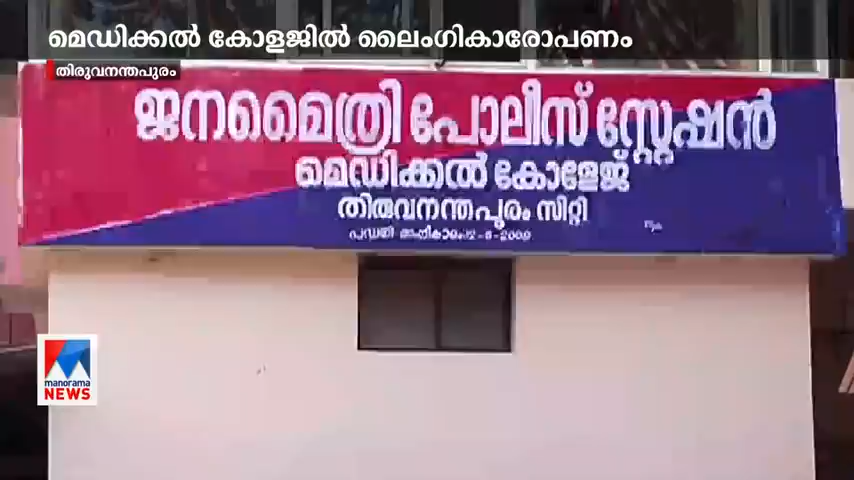 മെഡിക്കൽ കോളജിൽ ലൈംഗികാരോപണം
തിരുവനന്തപുരം
ജനമൈത്രി പോലീസ് സ്റ്റേഷൻ
മെഡിക്കൽ കോളേജ്
തിരുവനന്തപുരം സിറ്റി
manorama
NEWS